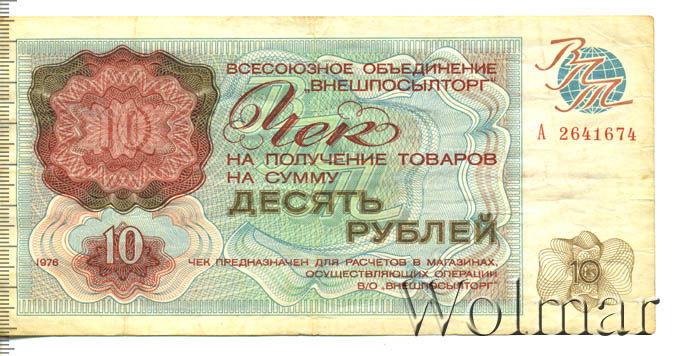 ВСЕСОЮЗНОЕ ОБЪЕДИНЕНИЕ
„ВНЕШПОСЫЛТОРГ"
ВПТ
А 2641674
10
Чек
НА ПОЛУЧЕНИЕ ТОВАРОВ
НА СУММУ
ДЕСЯТЬ
РУБЛЕЙ
10
10
1976
ЧЕК ПРЕДНАЗНАЧЕН ДЛЯ РАСЧЕТОВ В МАГАЗИНАХ,
ОСУЩЕСТВЛЯЮЩИХ ОПЕРАЦИИ
В/О „ВНЕШПОСЫЛТОРГ"
Wolmar